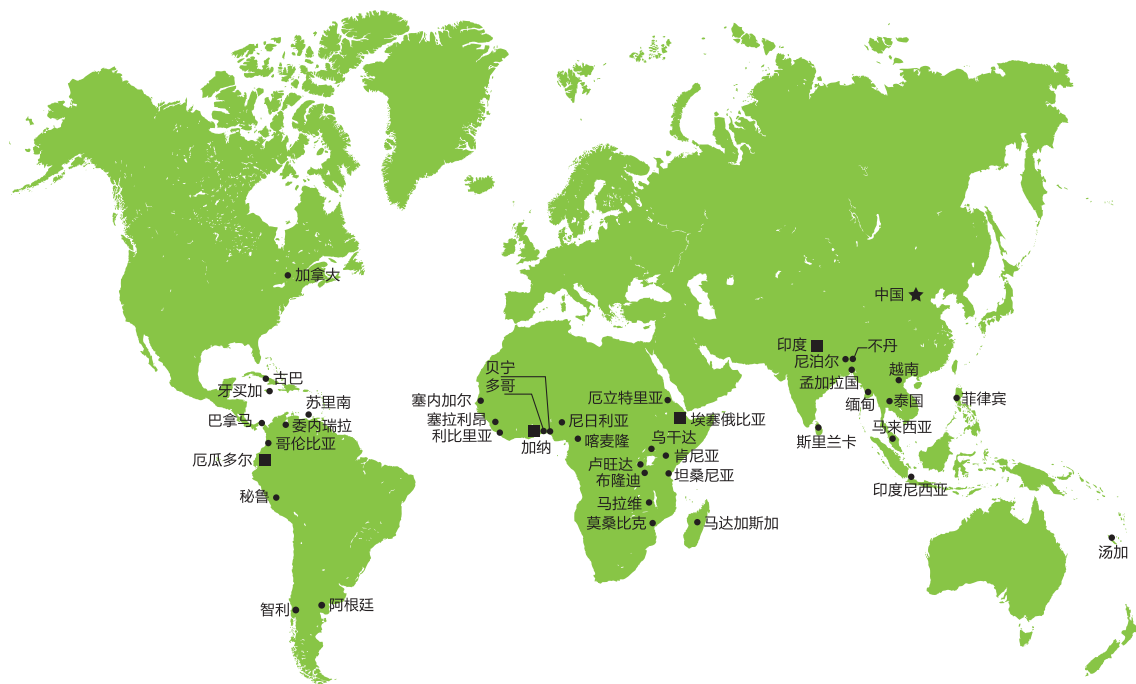 加拿大
中国
印度
不丹
尼泊尔
越南
孟加拉国
古巴
牙买加
苏里南
巴拿马
委内瑞拉
哥伦比亚
厄瓜多尔
秘鲁
智利
阿根廷
贝宁
多哥
塞内加尔
塞拉利昂
利比里亚
加纳
尼日利亚
喀麦隆
厄立特里亚
埃塞俄比亚
乌干达
肯尼亚
卢旺达
布隆迪
坦桑尼亚
马拉维
莫桑比克
马达加斯加
缅甸
泰国
菲律宾
斯里兰卡
马来西亚
印度尼西亚
汤加